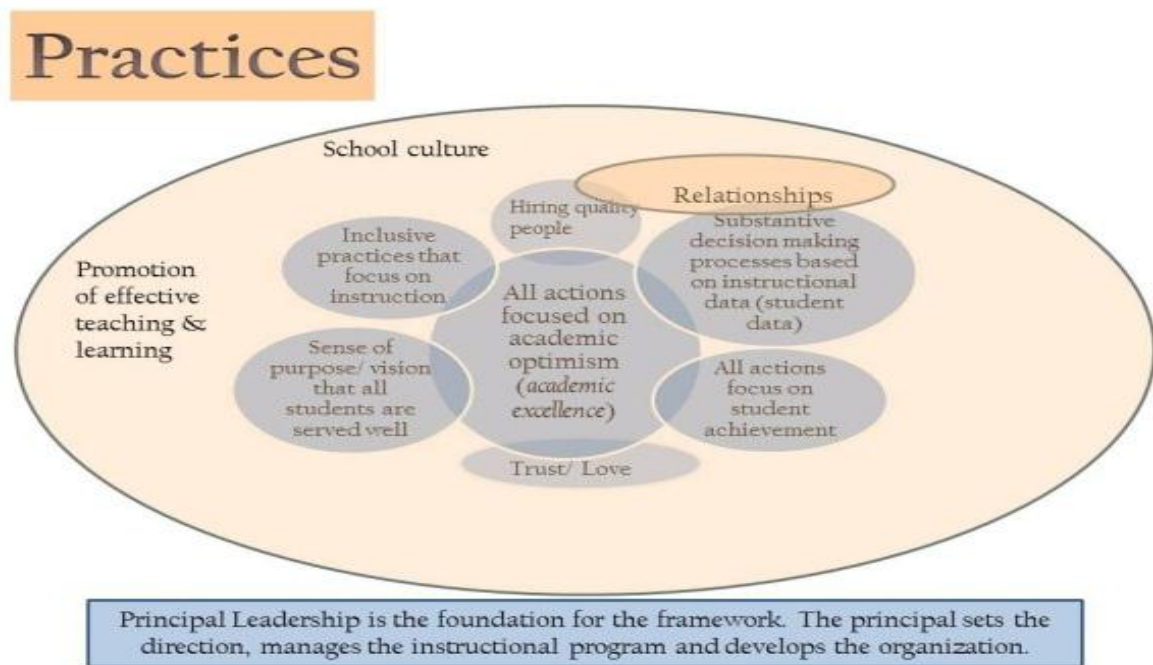 Practices
School culture
Relationships
Hiring quality
people
Inclusive
practices that
focus on
instruction
Substantive
decision making
processes based
on instructional
data (student
data)
Promotion
of effective
teaching &
learning
All actions
focused on
academic
optimism
(academic
excellence)
Sense of
purpose/ vision
that all
students are
served well
All actions
focus on
student
achievement
Trust/ Love
Principal Leadership is the foundation for the framework. The principal sets the
direction, manages the instructional program and develops the organization.